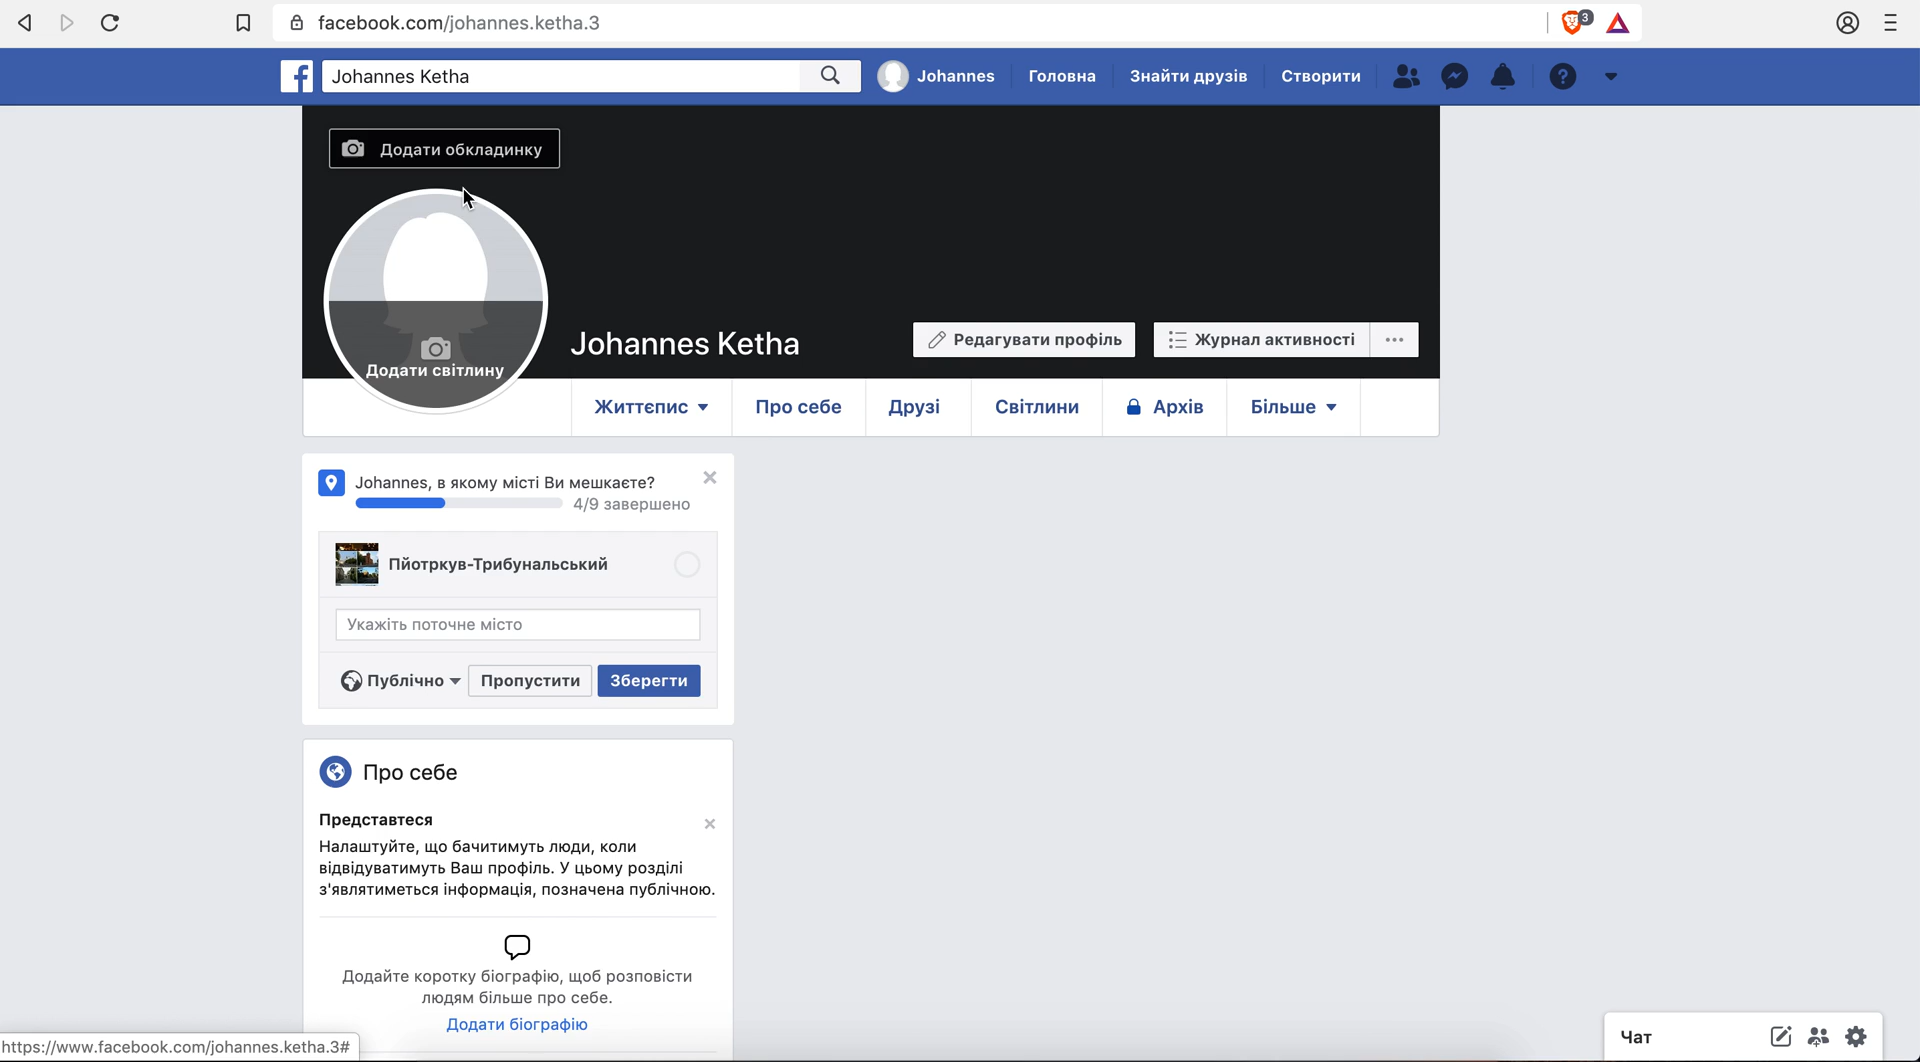 facebook.com/johannes.ketha.3
3
Johannes Ketha
Johannes
Головна
Знайти друзів
Створити
Додати обкладинку
Додати світлину
Johannes Ketha
Редагувати профіль
Журнал активності
Життєпис
Про себе
Друзі
Світлини
Архів
Більше
Johannes, в якому місті Ви мешкаєте?
4/9 завершено
Пйотркув-Трибунальський
Укажіть поточне місто
Публічно
Пропустити
Зберегти
Про себе
Представтеся
Налаштуйте, що бачитимуть люди, коли
відвідуватимуть Ваш профіль. У цьому розділі
з'являтиметься інформація, позначена публічною.
Додайте коротку біографію, щоб розповісти
людям більше про себе.
Додати біографію
https://www.facebook.com/johannes.ketha.3#
Чат